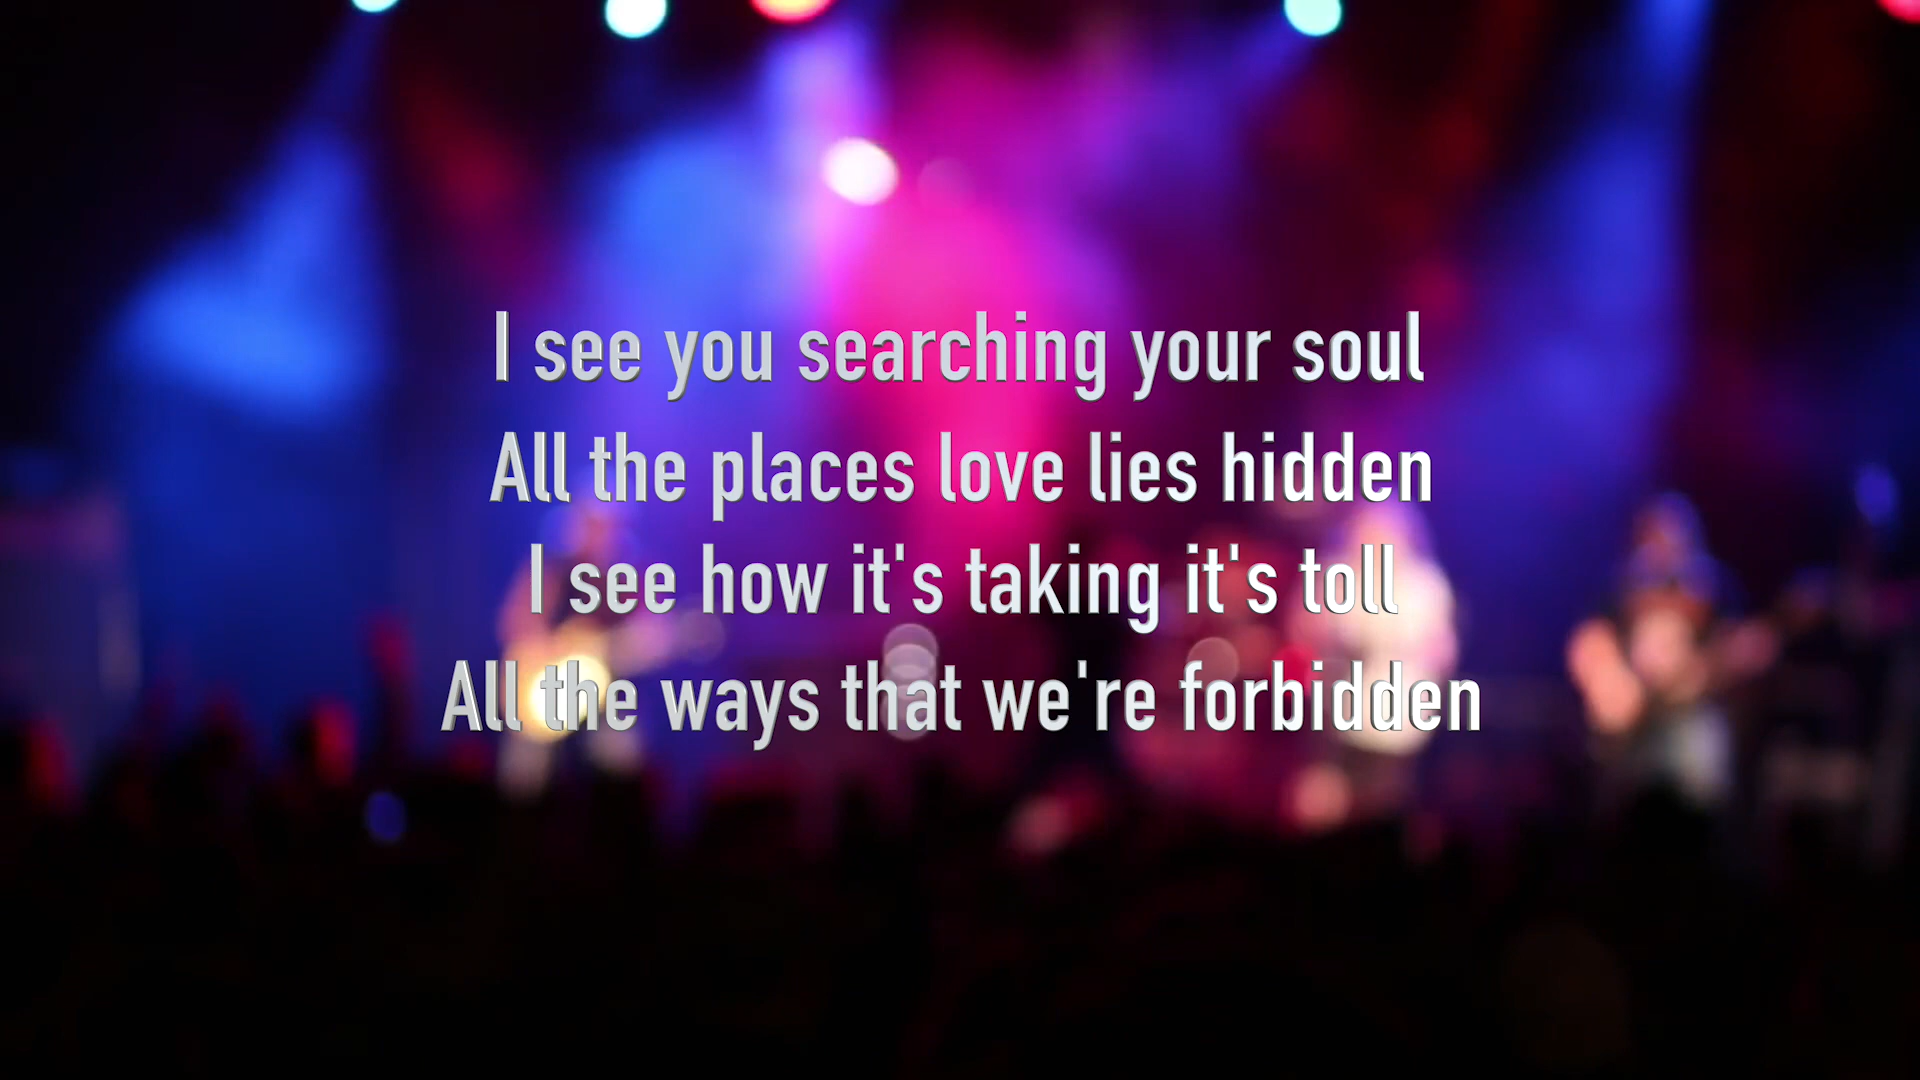 I see you searching your soul
All the places love lies hidden
I see how it's taking it's toll
All the ways that we're forbidden